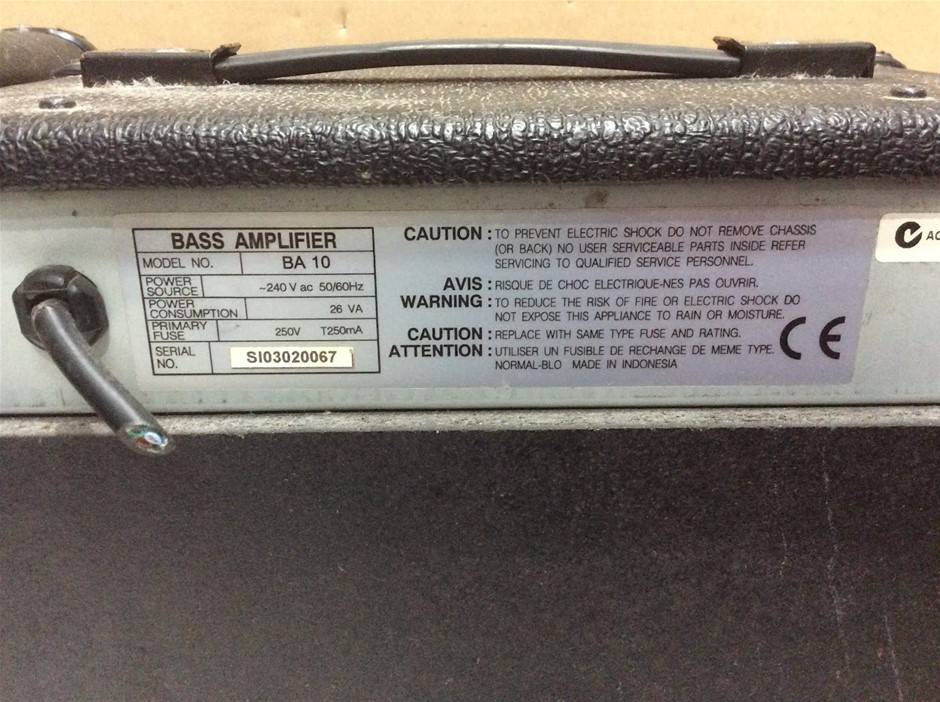 BASS AMPLIFIER
MODEL NO. BA 10
POWER SOURCE ~240 V ac 50/60Hz
POWER CONSUMPTION 26 VA
PRIMARY FUSE 250V T250mA
SERIAL NO. SI03020067
CAUTION : TO PREVENT ELECTRIC SHOCK DO NOT REMOVE CHASSIS
(OR BACK) NO USER SERVICEABLE PARTS INSIDE REFER
SERVICING TO QUALIFIED SERVICE PERSONNEL.
AVIS : RISQUE DE CHOC ELECTRIQUE-NES PAS OUVRIR.
WARNING : TO REDUCE THE RISK OF FIRE OR ELECTRIC SHOCK DO
NOT EXPOSE THIS APPLIANCE TO RAIN OR MOISTURE.
CAUTION : REPLACE WITH SAME TYPE FUSE AND RATING.
ATTENTION : UTILISER UN FUSIBLE DE RECHANGE DE MEME TYPE.
NORMAL-BLO MADE IN INDONESIA
CE